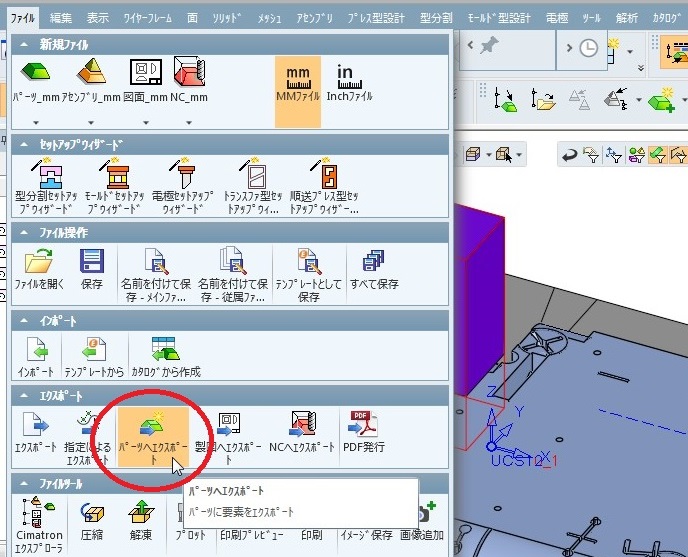 ﾌｧｲﾙ 編集 表示 ﾜｲﾔｰﾌﾚｰﾑ 面 ｿﾘｯﾄﾞ ﾒｯｼｭ ｱｾﾝﾌﾞﾘ ﾌﾟﾚｽ型設計 型分割 ﾓｰﾙﾄﾞ型設計 電極 ﾂｰﾙ 解析 ｶﾀﾛｸﾞ
新規ﾌｧｲﾙ
ﾊﾟｰﾂ_mm ｱｾﾝﾌﾞﾘ_mm 図面_mm NC_mm
mm
MMﾌｧｲﾙ
in
Inchﾌｧｲﾙ
ｾｯﾄｱｯﾌﾟｳｨｻﾞｰﾄﾞ
型分割ｾｯﾄｱｯ
ﾌﾟｳｨｻﾞｰﾄﾞ
ﾓｰﾙﾄﾞｾｯﾄｱｯ
ﾌﾟｳｨｻﾞｰﾄﾞ
電極ｾｯﾄｱｯﾌﾟ
ｳｨｻﾞｰﾄﾞ
ﾄﾗﾝｽﾌｧ型ｾｯ
ﾄｱｯﾌﾟｳｨ...
順送ﾌﾟﾚｽ型ｾｯ
ﾄｱｯﾌﾟｳｨｻﾞｰ...
ﾌｧｲﾙ操作
ﾌｧｲﾙを開く
保存
名前を付けて保
存 - ﾒｲﾝﾌｧ...
名前を付けて保
存 - 従属ﾌｧ...
ﾃﾝﾌﾟﾚｰﾄとして
保存
すべて保存
ｲﾝﾎﾟｰﾄ
ｲﾝﾎﾟｰﾄ
ﾃﾝﾌﾟﾚｰﾄから
ｶﾀﾛｸﾞから作成
ｴｸｽﾎﾟｰﾄ
ｴｸｽﾎﾟｰﾄ
指定による
ｴｸｽﾎﾟｰﾄ
ﾊﾟｰﾂへｴｸｽﾎﾟｰ
ﾄ
製図へｴｸｽﾎﾟｰﾄ
NCへｴｸｽﾎﾟｰﾄ
PDF
PDF発行
ﾌｧｲﾙﾂｰﾙ
ﾊﾟｰﾂへｴｸｽﾎﾟｰﾄ
ﾊﾟｰﾂに要素をｴｸｽﾎﾟｰﾄ
Cimatron
ｴｸｽﾌﾟﾛｰﾗ
圧縮
解凍
ﾌﾟﾛｯﾄ
印刷ﾌﾟﾚﾋﾞｭｰ
印刷
ｲﾒｰｼﾞ保存
画像追加
Z
Y
X